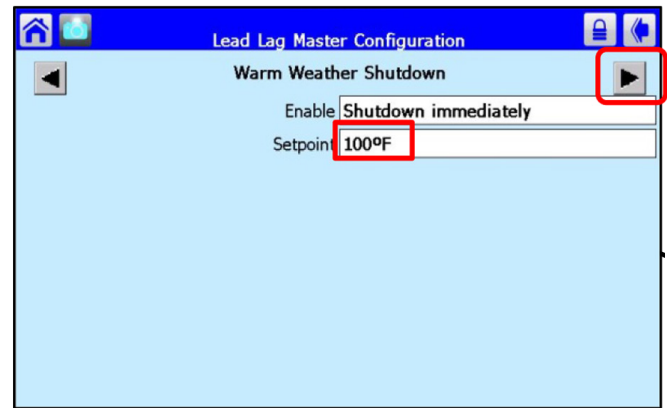 Lead Lag Master Configuration
Warm Weather Shutdown
Enable Shutdown immediately
Setpoint 100ºF